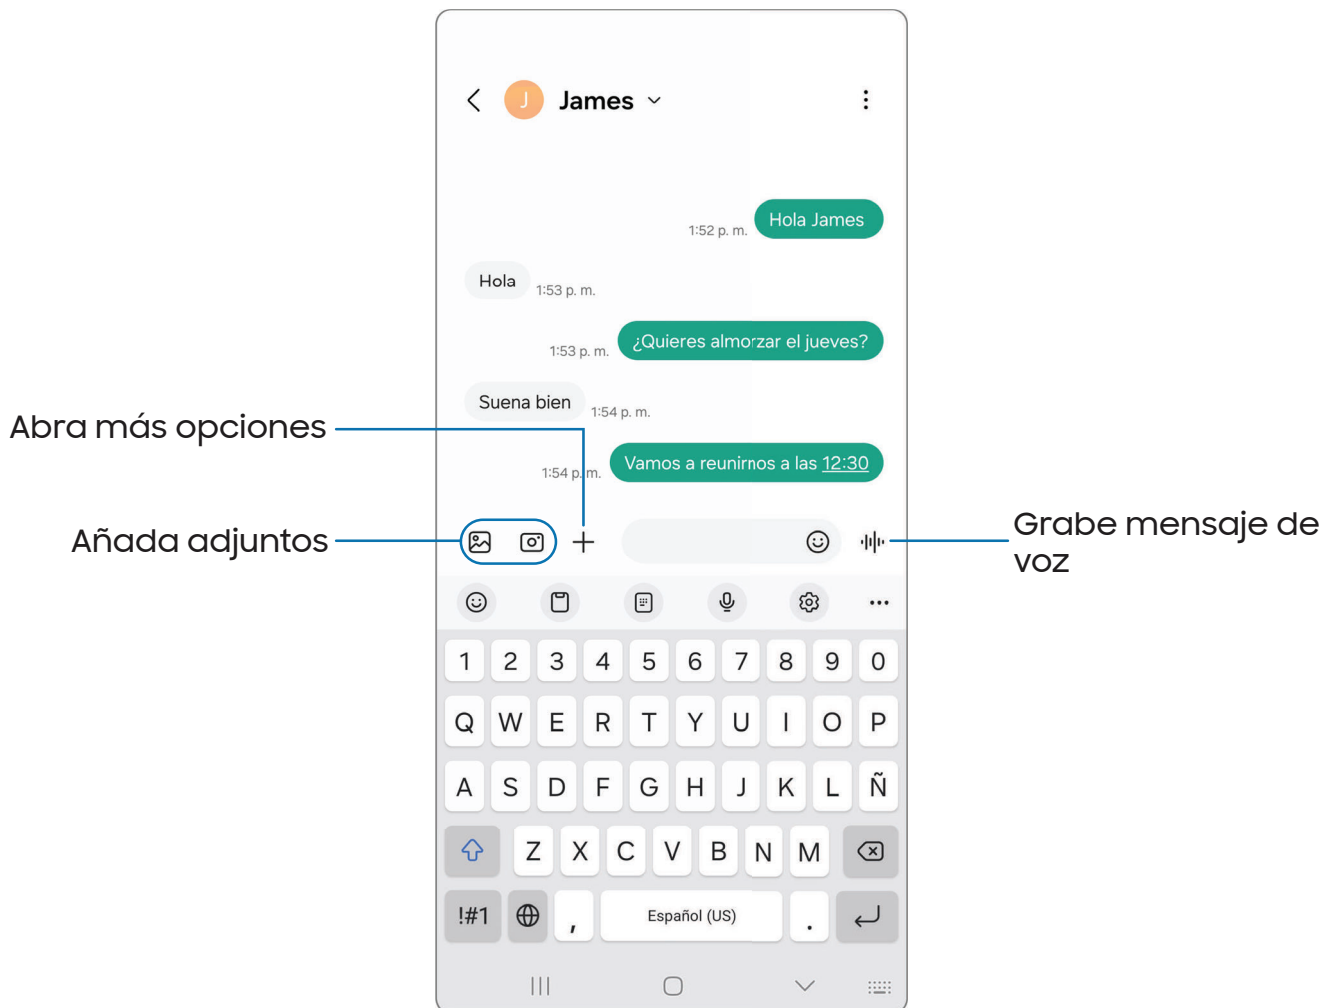 J James
Hola James
1:52 p. m.
Hola
1:53 p. m.
¿Quieres almorzar el jueves?
1:53 p. m.
Suena bien
1:54 p. m.
Abra más opciones
Vamos a reunirnos a las 12:30
1:54 p. m.
Añada adjuntos
Grabe mensaje de
voz
1 2 3 4 5 6 7 8 9 0
Q W E R T Y U I O P
A S D F G H J K L Ñ
Z X C V B N M
!#1 , Español (US) .